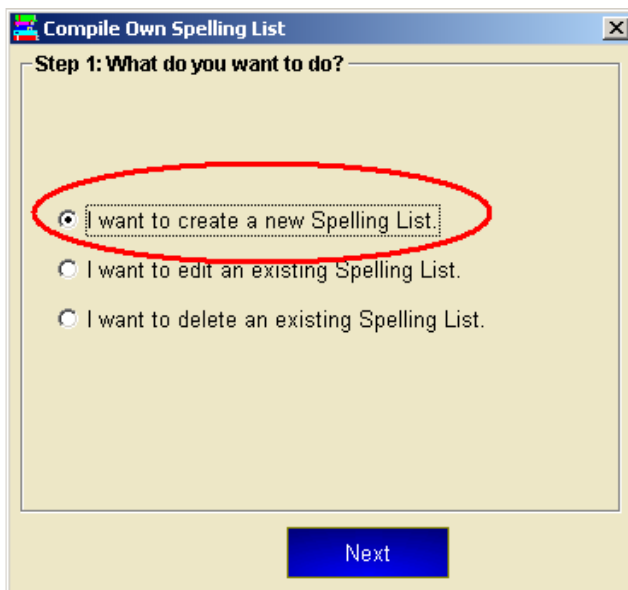 Compile Own Spelling List
Step 1: What do you want to do?
I want to create a new Spelling List.
I want to edit an existing Spelling List.
I want to delete an existing Spelling List.
Next